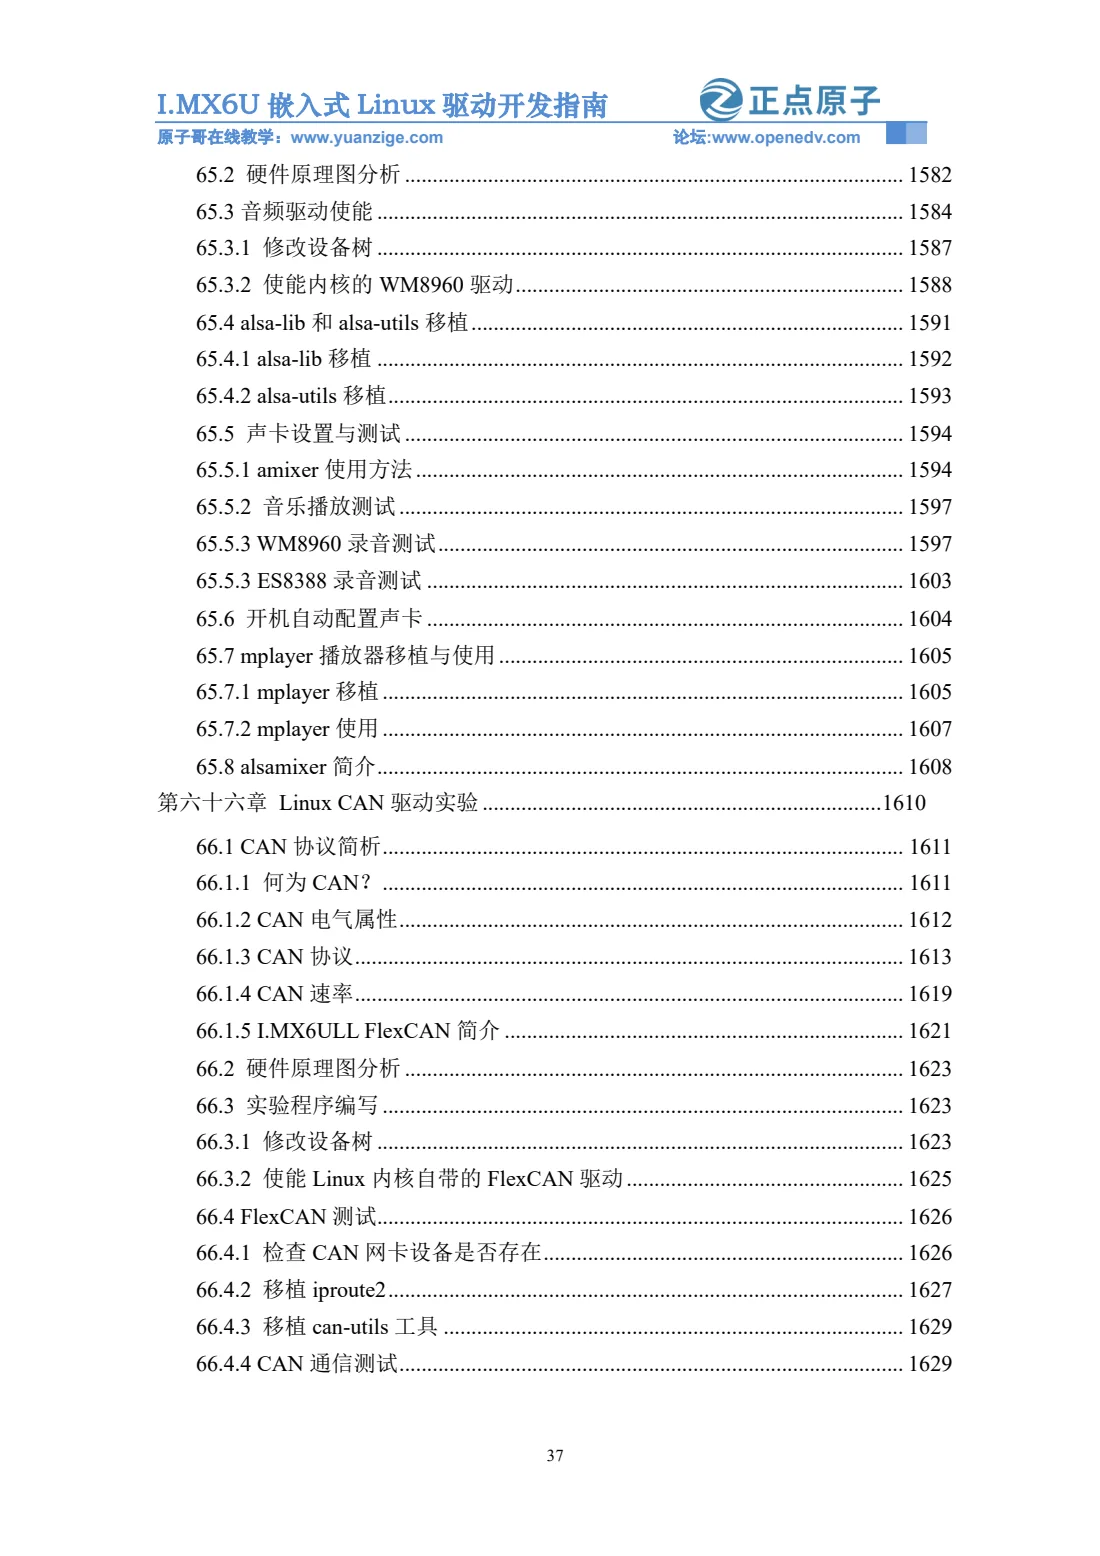 I.MX6U 嵌入式 Linux 驱动开发指南
正点原子
原子哥在线教学：www.yuanzige.com
论坛:www.openedv.com
65.2 硬件原理图分析 1582
65.3 音频驱动使能 1584
65.3.1 修改设备树 1587
65.3.2 使能内核的 WM8960 驱动 1588
65.4 alsa-lib 和 alsa-utils 移植 1591
65.4.1 alsa-lib 移植 1592
65.4.2 alsa-utils 移植 1593
65.5 声卡设置与测试 1594
65.5.1 amixer 使用方法 1594
65.5.2 音乐播放测试 1597
65.5.3 WM8960 录音测试 1597
65.5.3 ES8388 录音测试 1603
65.6 开机自动配置声卡 1604
65.7 mplayer 播放器移植与使用 1605
65.7.1 mplayer 移植 1605
65.7.2 mplayer 使用 1607
65.8 alsamixer 简介 1608
第六十六章 Linux CAN 驱动实验 1610
66.1 CAN 协议简析 1611
66.1.1 何为 CAN？ 1611
66.1.2 CAN 电气属性 1612
66.1.3 CAN 协议 1613
66.1.4 CAN 速率 1619
66.1.5 I.MX6ULL FlexCAN 简介 1621
66.2 硬件原理图分析 1623
66.3 实验程序编写 1623
66.3.1 修改设备树 1623
66.3.2 使能 Linux 内核自带的 FlexCAN 驱动 1625
66.4 FlexCAN 测试 1626
66.4.1 检查 CAN 网卡设备是否存在 1626
66.4.2 移植 iproute2 1627
66.4.3 移植 can-utils 工具 1629
66.4.4 CAN 通信测试 1629
37